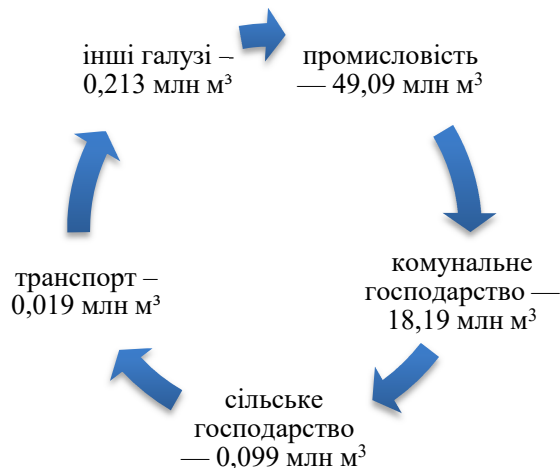 інші галузі –
0,213 млн м³
промисловість
— 49,09 млн м³
комунальне
господарство —
18,19 млн м³
сільське
господарство
— 0,099 млн м³
транспорт –
0,019 млн м³